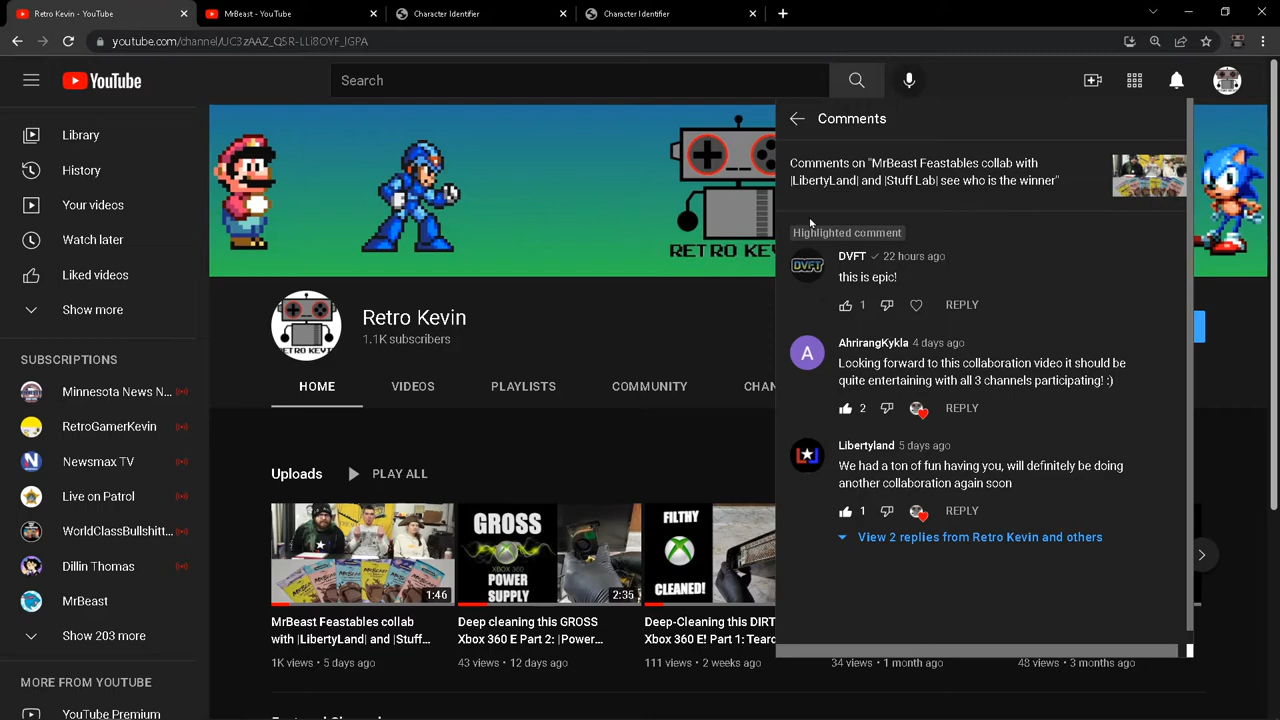 Retro Kevin - YouTube
MrBeast - YouTube
Character Identifier
Character Identifier
youtube.com/channel/UC3zAAZ_Q5R-LLi8OYF_JGPA
YouTube
Search
Library
History
Your videos
Watch later
Liked videos
Show more
SUBSCRIPTIONS
Minnesota News N...
RetroGamerKevin
Newsmax TV
Live on Patrol
WorldClassBullshitt...
Dillin Thomas
MrBeast
Show 203 more
MORE FROM YOUTUBE
YouTube Premium
RETRO KEV
Retro Kevin
1.1K subscribers
HOME
VIDEOS
PLAYLISTS
COMMUNITY
CHAN
Uploads
PLAY ALL
1:46
MrBeast Feastables collab
with |LibertyLand| and |Stuff...
1K views • 5 days ago
GROSS
XBOX 360
POWER
SUPPLY
2:35
Deep cleaning this GROSS
Xbox 360 E Part 2: |Power...
43 views • 12 days ago
FILTHY
CLEANED!
Deep-Cleaning this DIRT
Xbox 360 E! Part 1: Teard
111 views • 2 weeks ago
34 views • 1 month ago
48 views • 3 months ago
Comments
Comments on "MrBeast Feastables collab with
|LibertyLand| and |Stuff Lab| see who is the winner"
Highlighted comment
DVFT
DVFT 22 hours ago
this is epic!
1
REPLY
A
AhrirangKykla 4 days ago
Looking forward to this collaboration video it should be
quite entertaining with all 3 channels participating! :)
2
REPLY
Libertyland 5 days ago
We had a ton of fun having you, will definitely be doing
another collaboration again soon
1
REPLY
View 2 replies from Retro Kevin and others